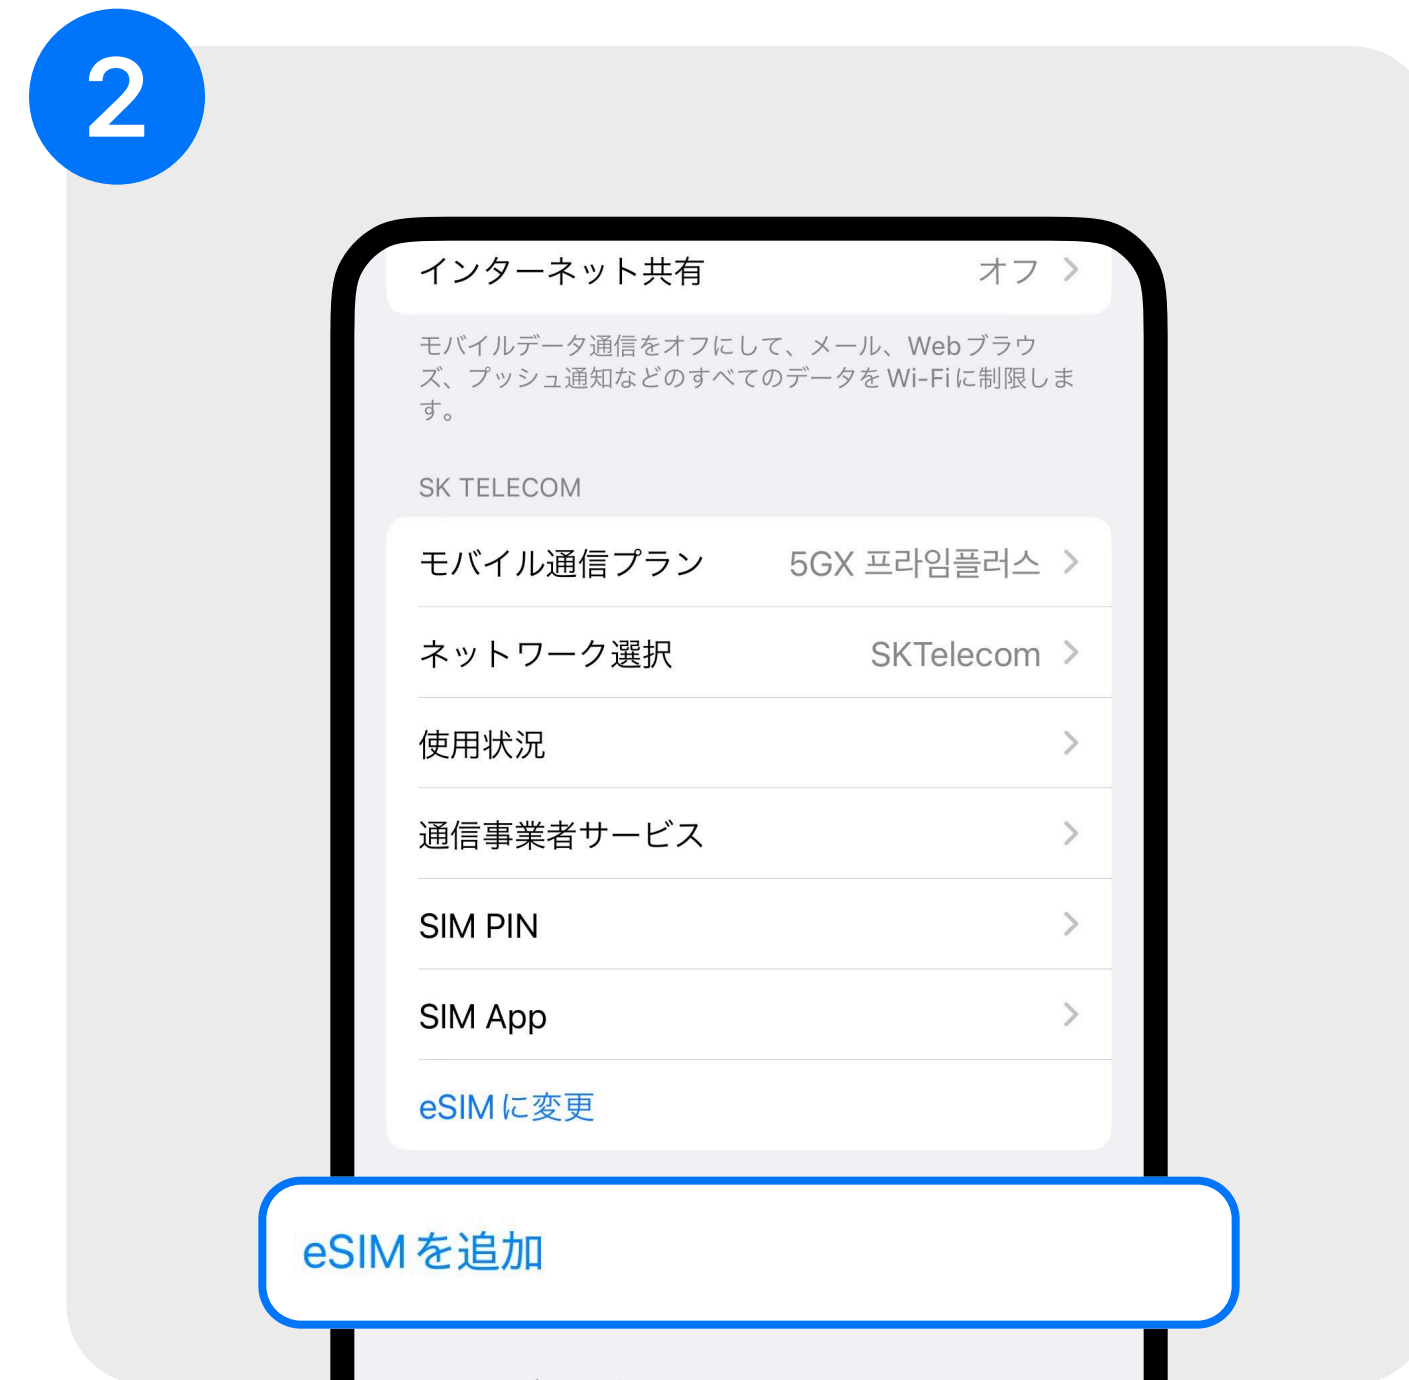 2
インターネット共有 オフ
モバイルデータ通信をオフにして、メール、Webブラウ
ズ、プッシュ通知などのすべてのデータをWi-Fiに制限しま
す。
SK TELECOM
モバイル通信プラン 5GX 프라임플러스
ネットワーク選択 SKTelecom
使用状況
通信事業者サービス
SIM PIN
SIM App
eSIMに変更
eSIMを追加